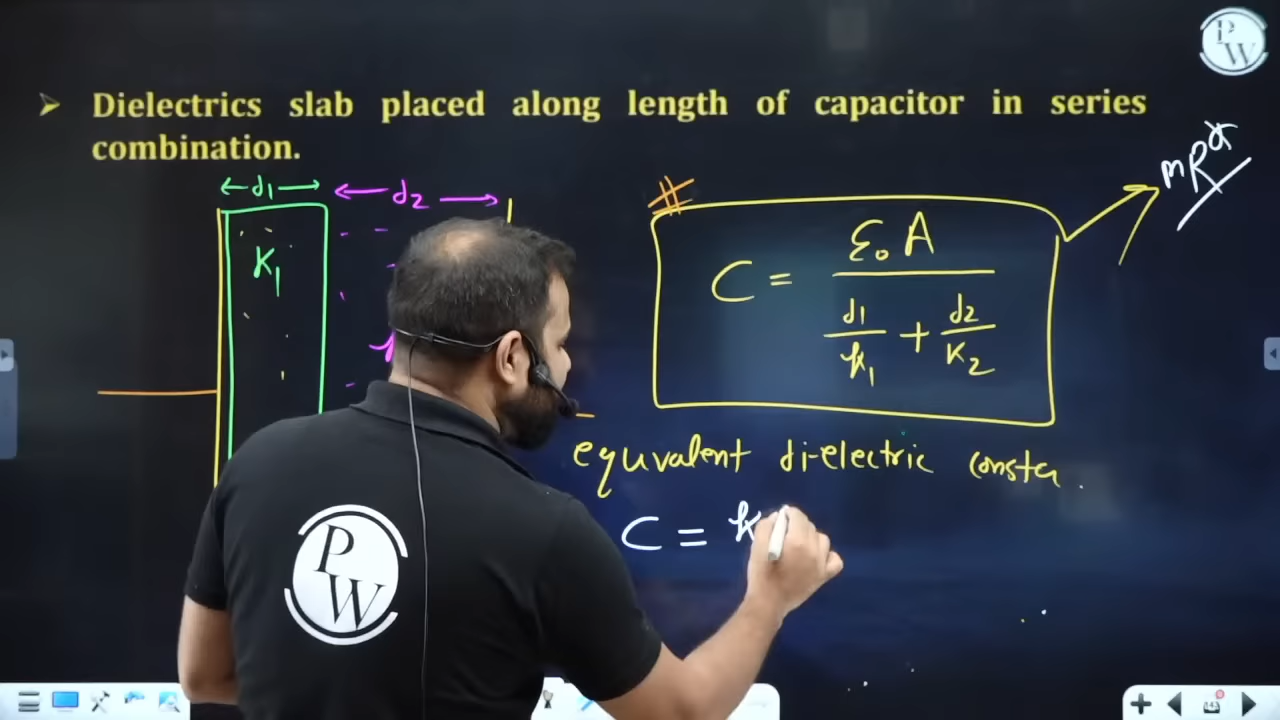 PW
➤ Dielectrics slab placed along length of capacitor in series
combination.
mR*
d1 d2
#
K1
C = ε0 A / (d1/K1 + d2/K2)
equvalent di-electric consta
C = K
PW